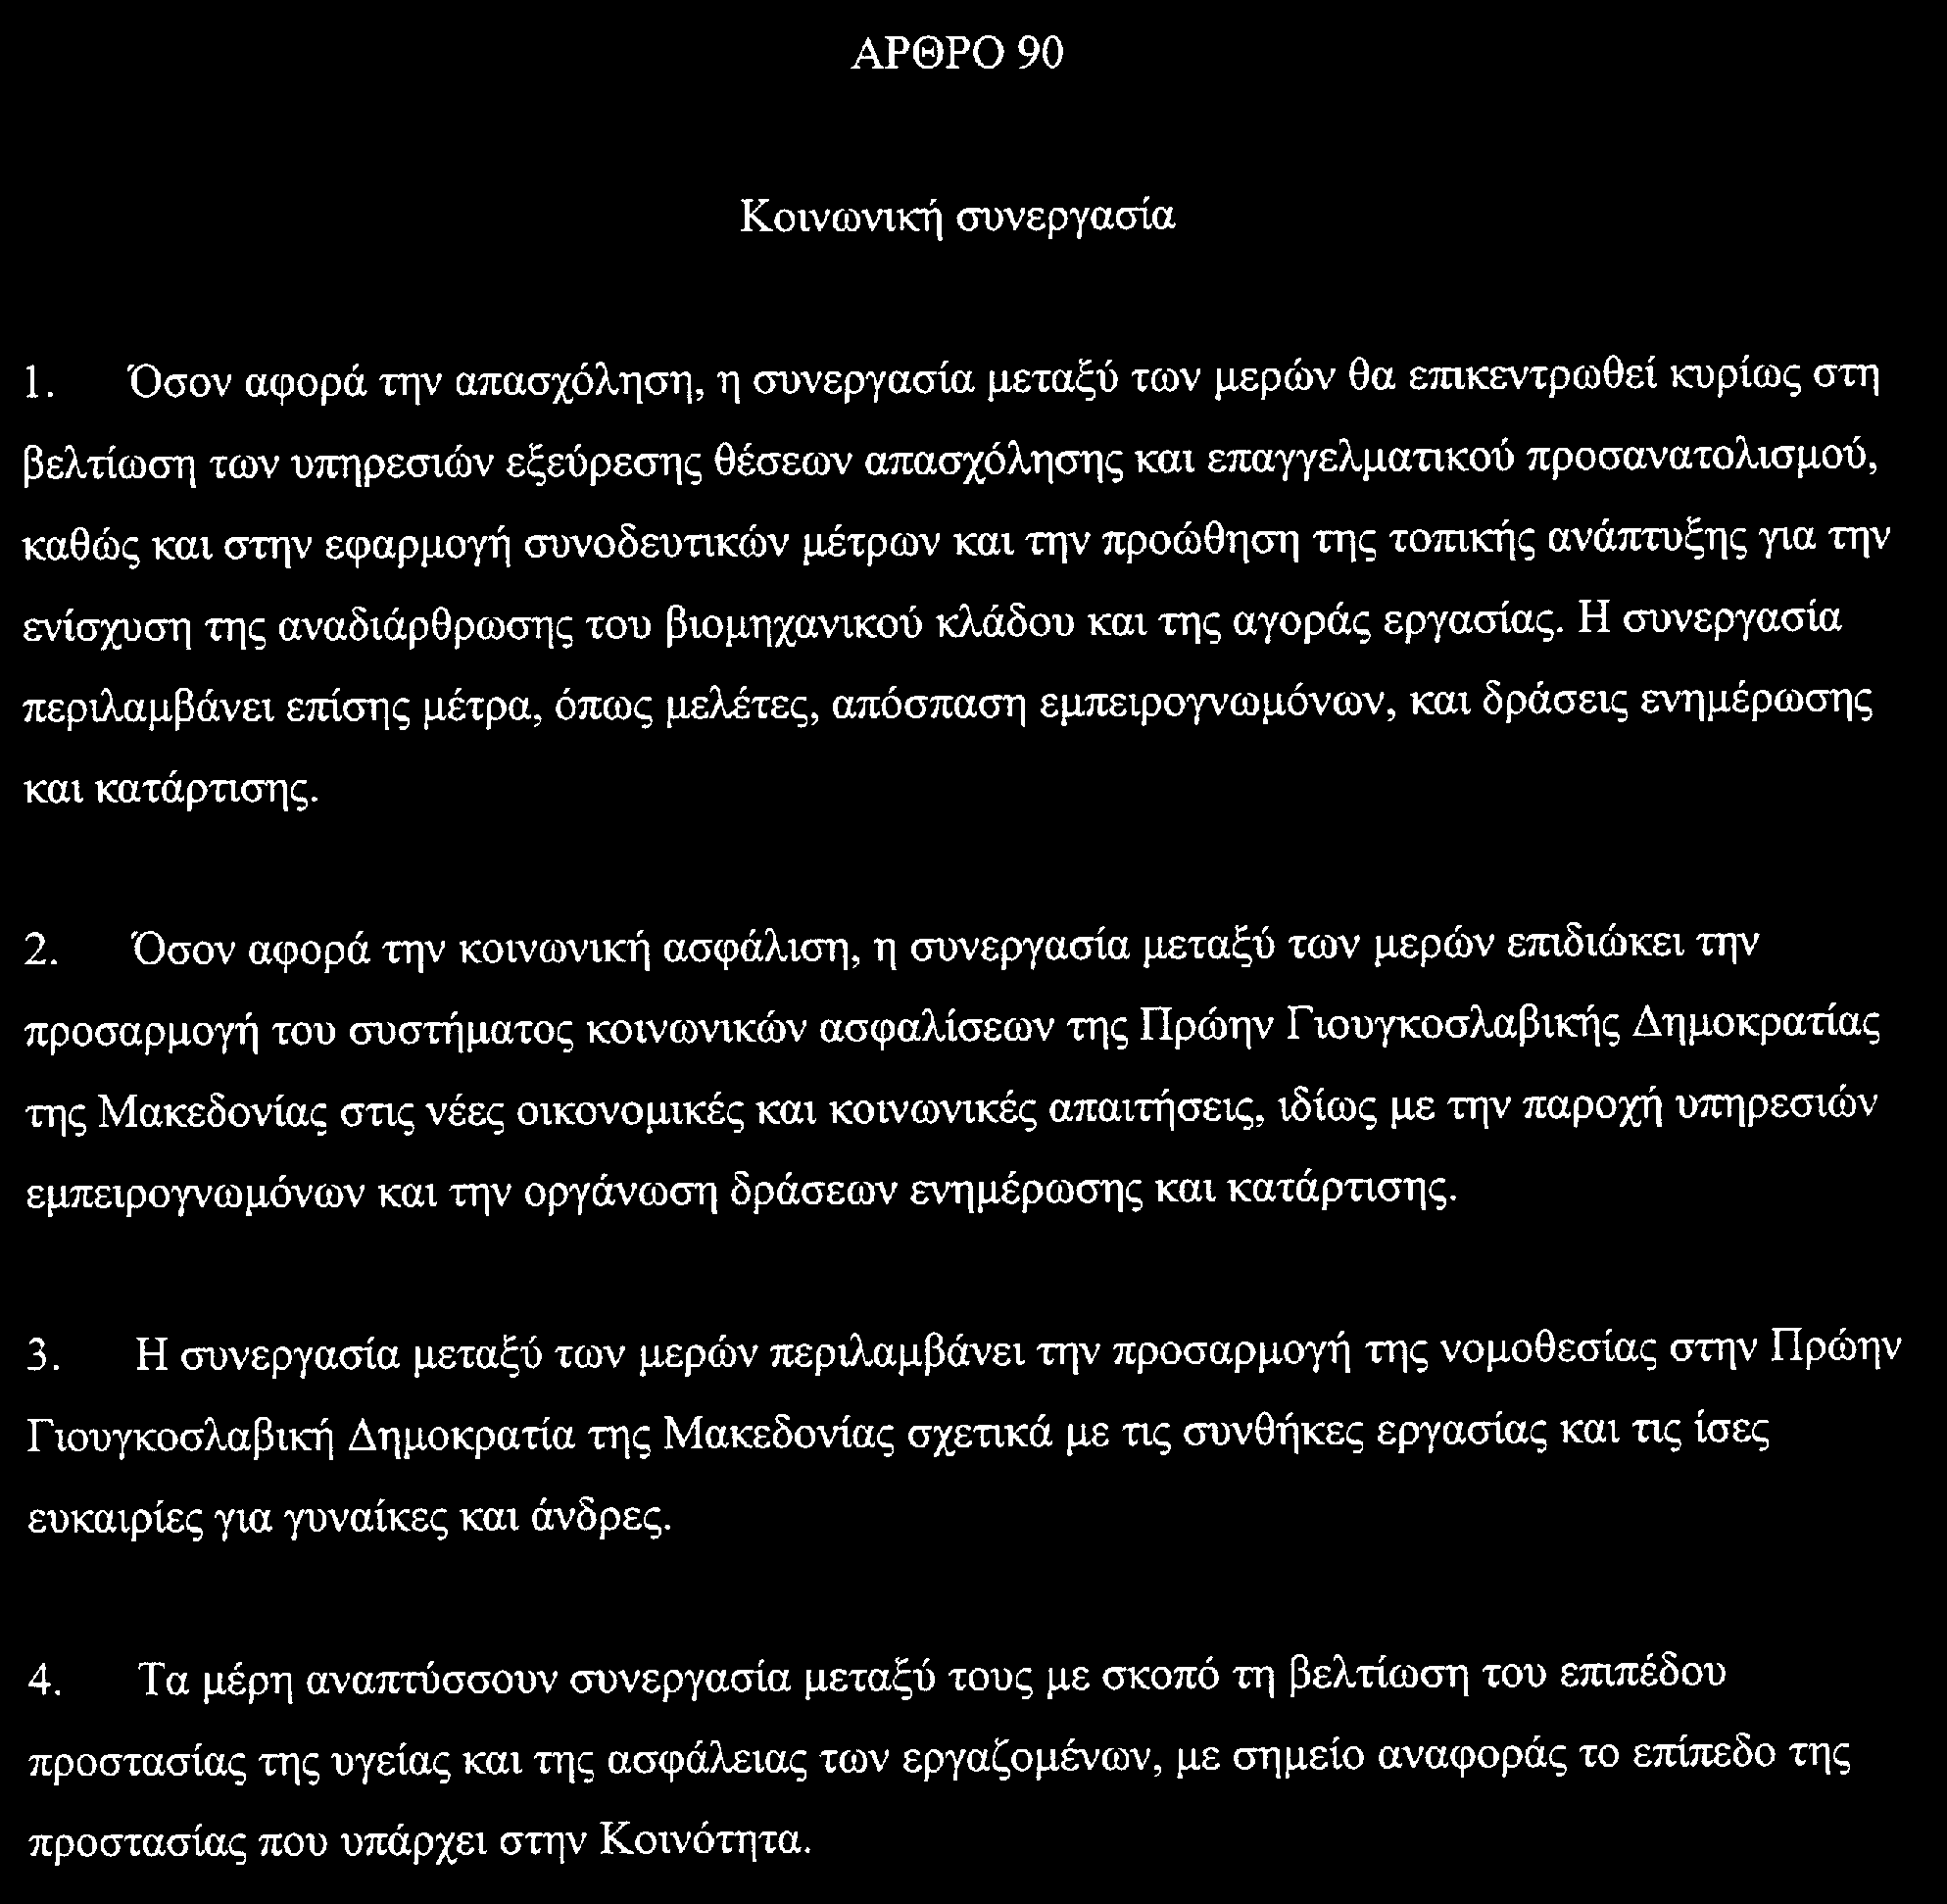 ΑΡΘΡΟ 90
Κοινωνική συνεργασία
1. Όσον αφορά την απασχόληση, η συνεργασία μεταξύ των μερών θα επικεντρωθεί κυρίως στη
βελτίωση των υπηρεσιών εξεύρεσης θέσεων απασχόλησης και επαγγελματικού προσανατολισμού,
καθώς και στην εφαρμογή συνοδευτικών μέτρων και την προώθηση της τοπικής ανάπτυξης για την
ενίσχυση της αναδιάρθρωσης του βιομηχανικού κλάδου και της αγοράς εργασίας. Η συνεργασία
περιλαμβάνει επίσης μέτρα, όπως μελέτες, απόσπαση εμπειρογνωμόνων, και δράσεις ενημέρωσης
και κατάρτισης.
2. Όσον αφορά την κοινωνική ασφάλιση, η συνεργασία μεταξύ των μερών επιδιώκει την
προσαρμογή του συστήματος κοινωνικών ασφαλίσεων της Πρώην Γιουγκοσλαβικής Δημοκρατίας
της Μακεδονίας στις νέες οικονομικές και κοινωνικές απαιτήσεις, ιδίως με την παροχή υπηρεσιών
εμπειρογνωμόνων και την οργάνωση δράσεων ενημέρωσης και κατάρτισης.
3. Η συνεργασία μεταξύ των μερών περιλαμβάνει την προσαρμογή της νομοθεσίας στην Πρώην
Γιουγκοσλαβική Δημοκρατία της Μακεδονίας σχετικά με τις συνθήκες εργασίας και τις ίσες
ευκαιρίες για γυναίκες και άνδρες.
4. Τα μέρη αναπτύσσουν συνεργασία μεταξύ τους με σκοπό τη βελτίωση του επιπέδου
προστασίας της υγείας και της ασφάλειας των εργαζομένων, με σημείο αναφοράς το επίπεδο της
προστασίας που υπάρχει στην Κοινότητα.